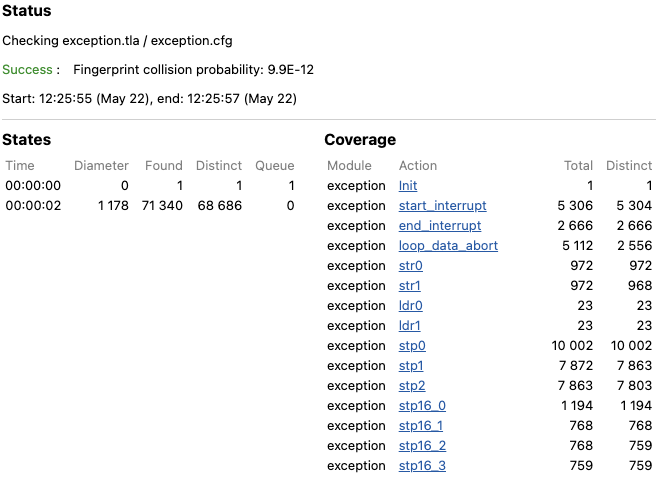 Status
Checking exception.tla / exception.cfg
Success : Fingerprint collision probability: 9.9E-12
Start: 12:25:55 (May 22), end: 12:25:57 (May 22)
States
Time Diameter Found Distinct Queue
00:00:00 0 1 1 1
00:00:02 1 178 71 340 68 686 0
Coverage
Module Action Total Distinct
exception Init 1 1
exception start_interrupt 5 306 5 304
exception end_interrupt 2 666 2 666
exception loop_data_abort 5 112 2 556
exception str0 972 972
exception str1 972 968
exception ldr0 23 23
exception ldr1 23 23
exception stp0 10 002 10 002
exception stp1 7 872 7 863
exception stp2 7 863 7 803
exception stp16_0 1 194 1 194
exception stp16_1 768 768
exception stp16_2 768 759
exception stp16_3 759 759